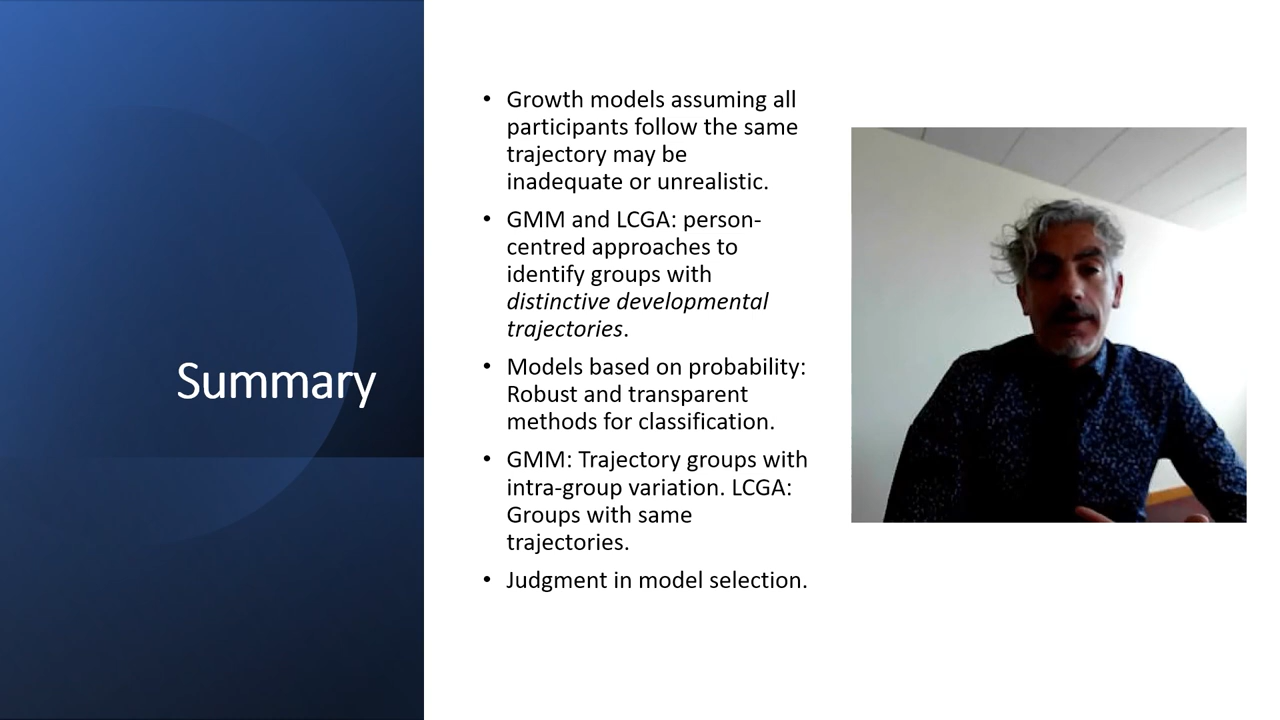 Summary
• Growth models assuming all
participants follow the same
trajectory may be
inadequate or unrealistic.
• GMM and LCGA: person-
centred approaches to
identify groups with
distinctive developmental
trajectories.
• Models based on probability:
Robust and transparent
methods for classification.
• GMM: Trajectory groups with
intra-group variation. LCGA:
Groups with same
trajectories.
• Judgment in model selection.